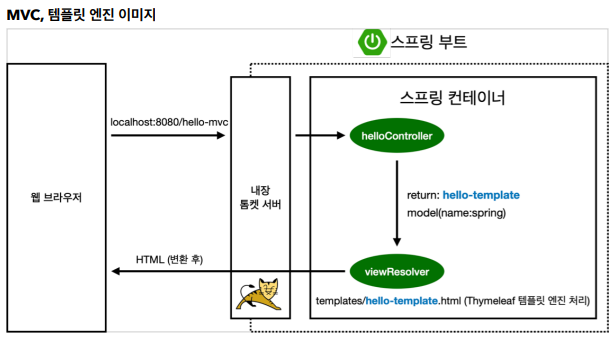 MVC, 템플릿 엔진 이미지
스프링 부트
스프링 컨테이너
localhost:8080/hello-mvc
helloController
웹 브라우저
내장
톰켓 서버
return: hello-template
model(name:spring)
HTML (변환 후)
viewResolver
templates/hello-template.html (Thymeleaf 템플릿 엔진 처리)